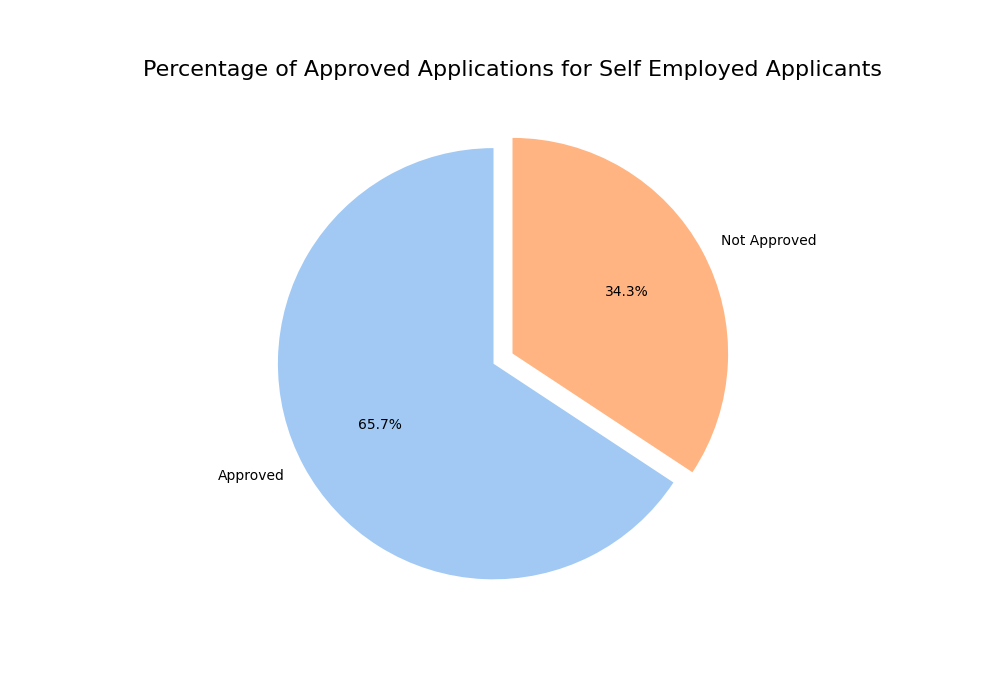 Percentage of Approved Applications for Self Employed Applicants
Not Approved
34.3%
65.7%
Approved